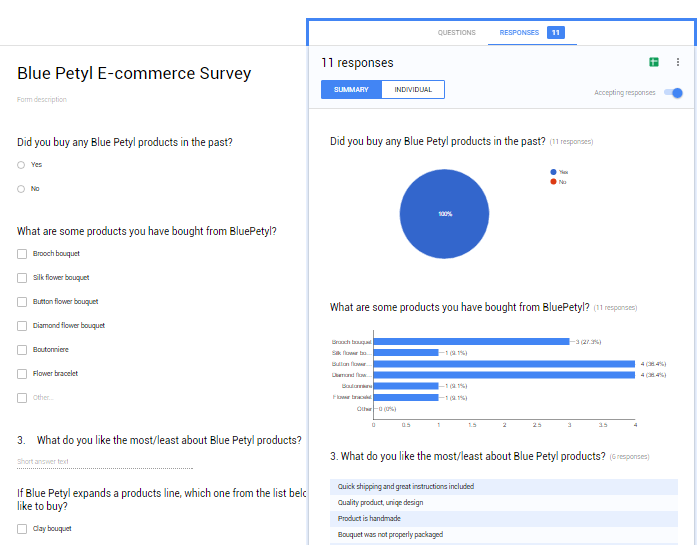 Blue Petyl E-commerce Survey
Form description
Did you buy any Blue Petyl products in the past?
Yes
No
What are some products you have bought from BluePetyl?
Brooch bouquet
Silk flower bouquet
Button flower bouquet
Diamond flower bouquet
Boutonniere
Flower bracelet
Other...
3. What do you like the most/least about Blue Petyl products?
Short answer text
If Blue Petyl expands a products line, which one from the list belo
like to buy?
Clay bouquet
QUESTIONS RESPONSES 11
11 responses
SUMMARY INDIVIDUAL
Accepting responses
Did you buy any Blue Petyl products in the past? (11 responses)
Yes
No
100%
What are some products you have bought from BluePetyl? (11 responses)
Brooch bouquet 3 (27.3%)
Silk flower bo... 1 (9.1%)
Button flower... 4 (36.4%)
Diamond flow... 4 (36.4%)
Boutonniere 1 (9.1%)
Flower bracelet 1 (9.1%)
Other 0 (0%)
0 0.5 1 1.5 2 2.5 3 3.5 4
3. What do you like the most/least about Blue Petyl products? (6 responses)
Quick shipping and great instructions included
Quality product, uniqe design
Product is handmade
Bouquet was not properly packaged